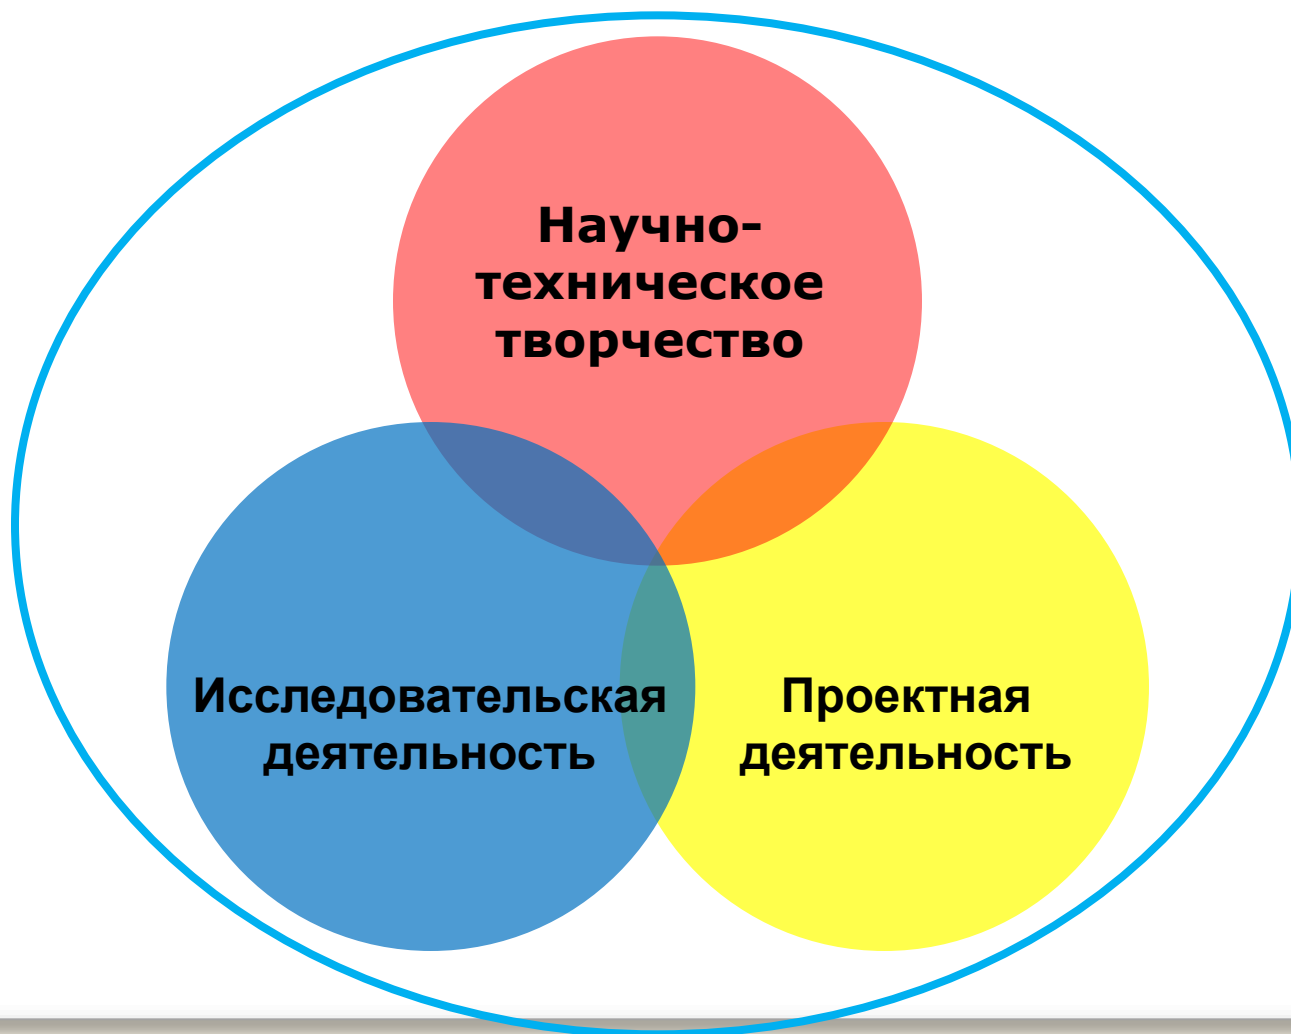 Научно-
техническое
творчество
Исследовательская
деятельность
Проектная
деятельность